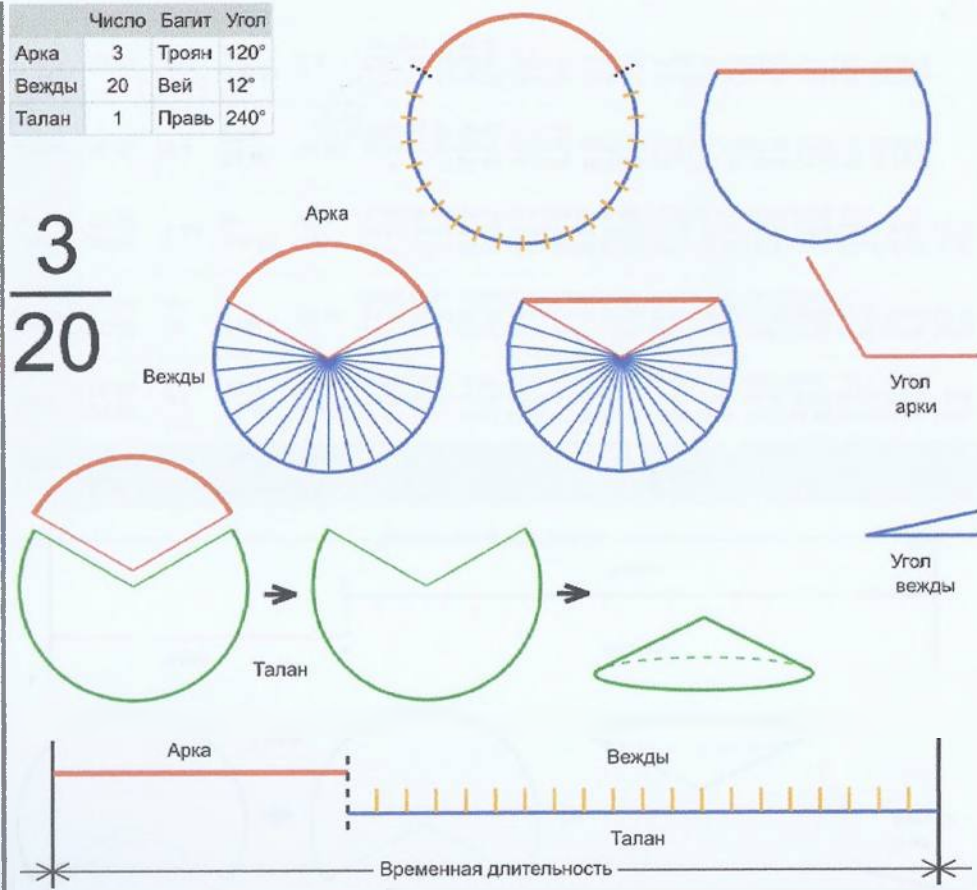 Число Багит Угол
Арка 3 Троян 120°
Вежды 20 Вей 12°
Талан 1 Правь 240°
3
20
Арка
Вежды
Угол
арки
Угол
вежды
Талан
Арка
Вежды
Талан
Временная длительность